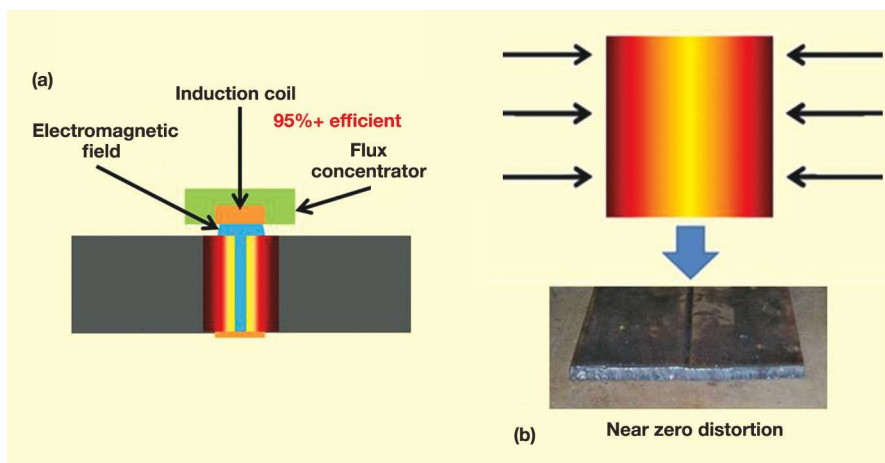 (a)
Induction coil
95%+ efficient
Electromagnetic
field
Flux
concentrator
(b)
Near zero distortion